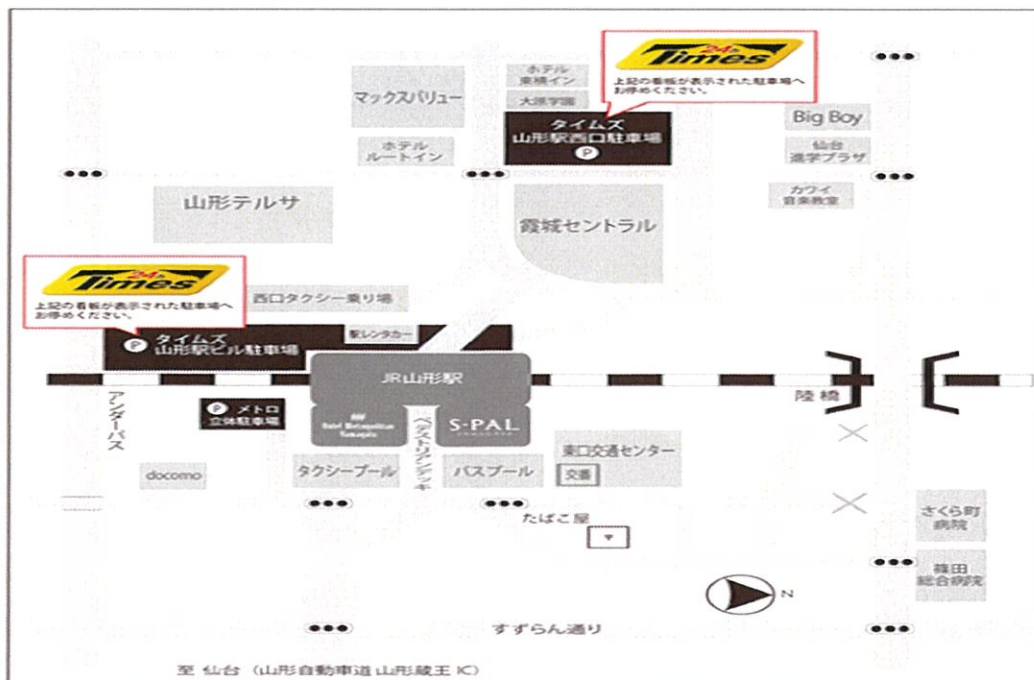 24h
Times
上記の看板が表示された駐車場へ
お停めください。
ホテル
東横イン
大原学園
マックスバリュー
タイムズ
山形駅西口駐車場
P
Big Boy
仙台
進学プラザ
ホテル
ルートイン
カワイ
音楽教室
山形テルサ
霞城セントラル
24h
Times
上記の看板が表示された駐車場へ
お停めください。
西口タクシー乗り場
駅レンタカー
P タイムズ
山形駅ビル駐車場
JR山形駅
陸橋
アンダーパス
P メトロ
立体駐車場
Hotel Metropolitan
Yamagata
ペデストリアンデッキ
S-PAL
YAMAGATA
東口交通センター
交番
docomo
タクシープール
バスプール
たばこ屋
さくら町
病院
篠田
総合病院
N
すずらん通り
至 仙台 (山形自動車道 山形蔵王 IC)